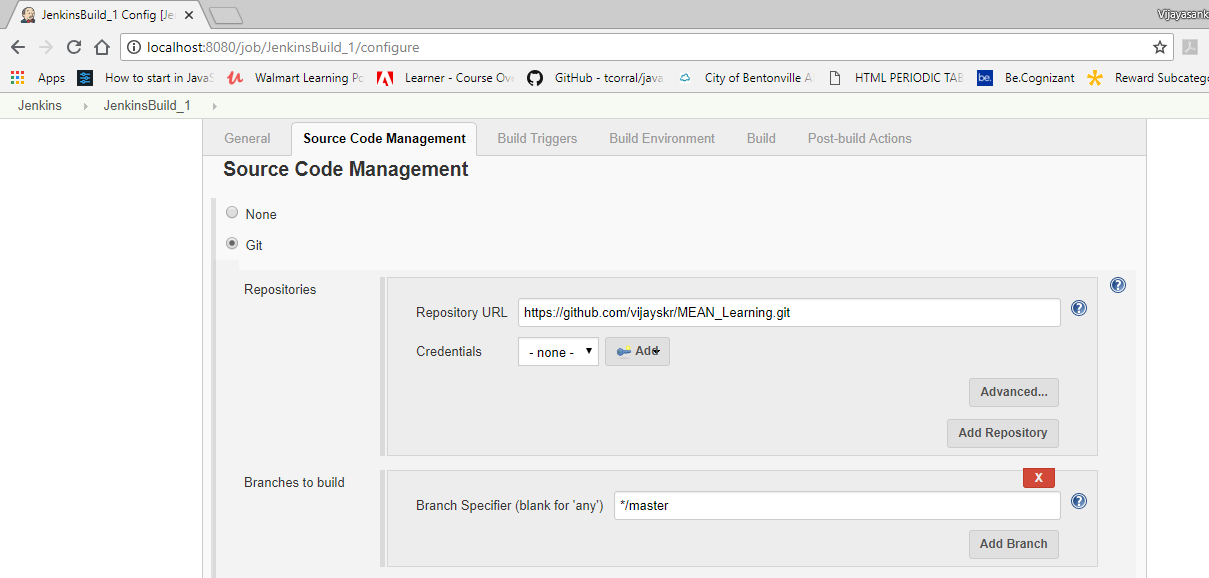 JenkinsBuild_1 Config [Je
Vijayasank
localhost:8080/job/JenkinsBuild_1/configure
Apps How to start in JavaS Walmart Learning Po Learner - Course Ov GitHub - tcorral/java City of Bentonville A HTML PERIODIC TAB be. Be.Cognizant Reward Subcatego
Jenkins JenkinsBuild_1
General Source Code Management Build Triggers Build Environment Build Post-build Actions
Source Code Management
None
Git
Repositories
Repository URL https://github.com/vijayskr/MEAN_Learning.git
Credentials - none - Add
Advanced...
Add Repository
Branches to build
X
Branch Specifier (blank for 'any') */master
Add Branch